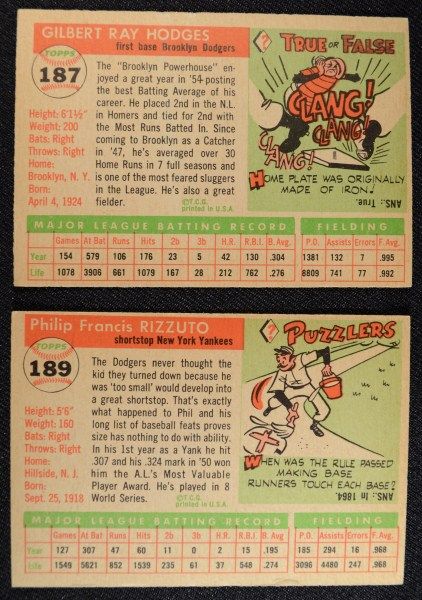 GILBERT RAY HODGES
first base Brooklyn Dodgers
TOPPS
187
Height: 6'1½"
Weight: 200
Bats: Right
Throws: Right
Home:
Brooklyn, N. Y.
Born:
April 4, 1924
The "Brooklyn Powerhouse" en-
joyed a great year in '54 posting
the best Batting Average of his
career. He placed 2nd in the N.L.
in Homers and tied for 2nd with
the Most Runs Batted In. Since
coming to Brooklyn as a Catcher
in '47, he's averaged over 30
Home Runs in 7 full seasons and
is one of the most feared sluggers
in the League. He's also a great
fielder.
©T.C.G.
printed in U.S.A.
?
TRUE OR FALSE
CLANG!
CLANG!
CLANG!
HOME PLATE WAS ORIGINALLY
MADE OF IRON!
ANS.: True.
MAJOR LEAGUE BATTING RECORD FIELDING
Games At Bat Runs Hits 2b 3b H.R. R.B.I. B. Avg. P.O. Assists Errors F. Avg.
Year 154 579 106 176 23 5 42 130 .304 1381 132 7 .995
Life 1078 3906 661 1079 167 28 212 762 .276 8809 741 77 .992
Philip Francis RIZZUTO
shortstop New York Yankees
TOPPS
189
Height: 5'6"
Weight: 160
Bats: Right
Throws: Right
Home:
Hillside, N. J.
Born:
Sept. 25, 1918
The Dodgers never thought the
kid they turned down because he
was 'too small' would develop into
a great shortstop. That's exactly
what happened to Phil and his
long list of baseball feats proves
size has nothing to do with ability.
In his 1st year as a Yank he hit
.307 and his .324 mark in '50 won
him the A.L.'s Most Valuable
Player Award. He's played in 8
World Series.
©T.C.G.
printed in U.S.A.
?
PUZZLERS
WHEN WAS THE RULE PASSED
MAKING BASE
RUNNERS TOUCH EACH BASE?
ANS.: In 1864.
MAJOR LEAGUE BATTING RECORD FIELDING
Games At Bat Runs Hits 2b 3b H.R. R.B.I. B. Avg. P.O. Assists Errors F. Avg.
Year 127 307 47 60 11 0 2 15 .195 185 294 16 .968
Life 1549 5621 852 1539 235 61 37 548 .274 3096 4480 247 .968